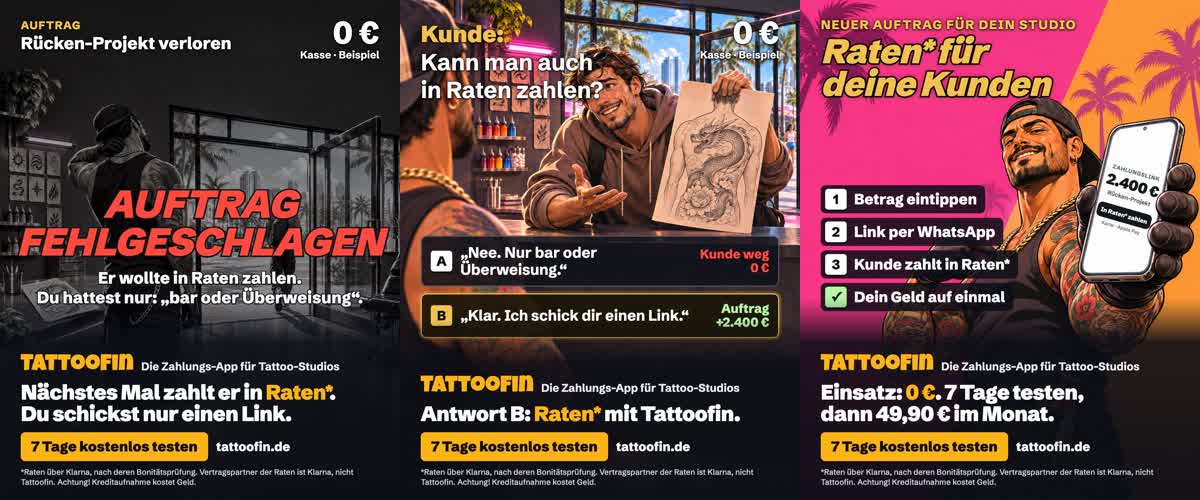 AUFTRAG
Rücken-Projekt verloren
0 €
Kasse · Beispiel
AUFTRAG
FEHLGESCHLAGEN
Er wollte in Raten zahlen.
Du hattest nur: „bar oder Überweisung“.
TATTOOFIN Die Zahlungs-App für Tattoo-Studios
Nächstes Mal zahlt er in Raten*.
Du schickst nur einen Link.
7 Tage kostenlos testen tattoofin.de
*Raten über Klarna, nach deren Bonitätsprüfung. Vertragspartner der Raten ist Klarna, nicht
Tattoofin. Achtung! Kreditaufnahme kostet Geld.
Kunde:
Kann man auch
in Raten zahlen?
0 €
Kasse · Beispiel
A „Nee. Nur bar oder
Überweisung.“
Kunde weg
0 €
B „Klar. Ich schick dir einen Link.“
Auftrag
+2.400 €
TATTOOFIN Die Zahlungs-App für Tattoo-Studios
Antwort B: Raten* mit Tattoofin.
7 Tage kostenlos testen tattoofin.de
*Raten über Klarna, nach deren Bonitätsprüfung. Vertragspartner der Raten ist Klarna, nicht
Tattoofin. Achtung! Kreditaufnahme kostet Geld.
NEUER AUFTRAG FÜR DEIN STUDIO
Raten* für
deine Kunden
1 Betrag eintippen
2 Link per WhatsApp
3 Kunde zahlt in Raten*
✓ Dein Geld auf einmal
ZAHLUNGSLINK
2.400 €
Rücken-Projekt
In Raten* zahlen
Karte · Apple Pay
TATTOOFIN Die Zahlungs-App für Tattoo-Studios
Einsatz: 0 €. 7 Tage testen,
dann 49,90 € im Monat.
7 Tage kostenlos testen tattoofin.de
*Raten über Klarna, nach deren Bonitätsprüfung. Vertragspartner der Raten ist Klarna, nicht
Tattoofin. Achtung! Kreditaufnahme kostet Geld.